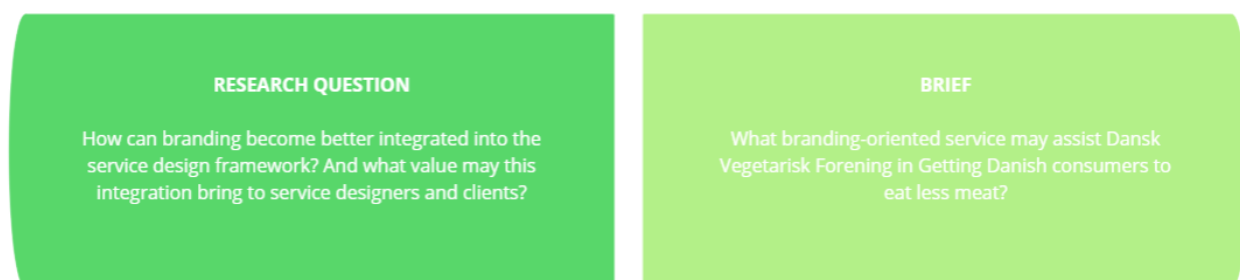 RESEARCH QUESTION
How can branding become better integrated into the
service design framework? And what value may this
integration bring to service designers and clients?
BRIEF
What branding-oriented service may assist Dansk
Vegetarisk Forening in Getting Danish consumers to
eat less meat?